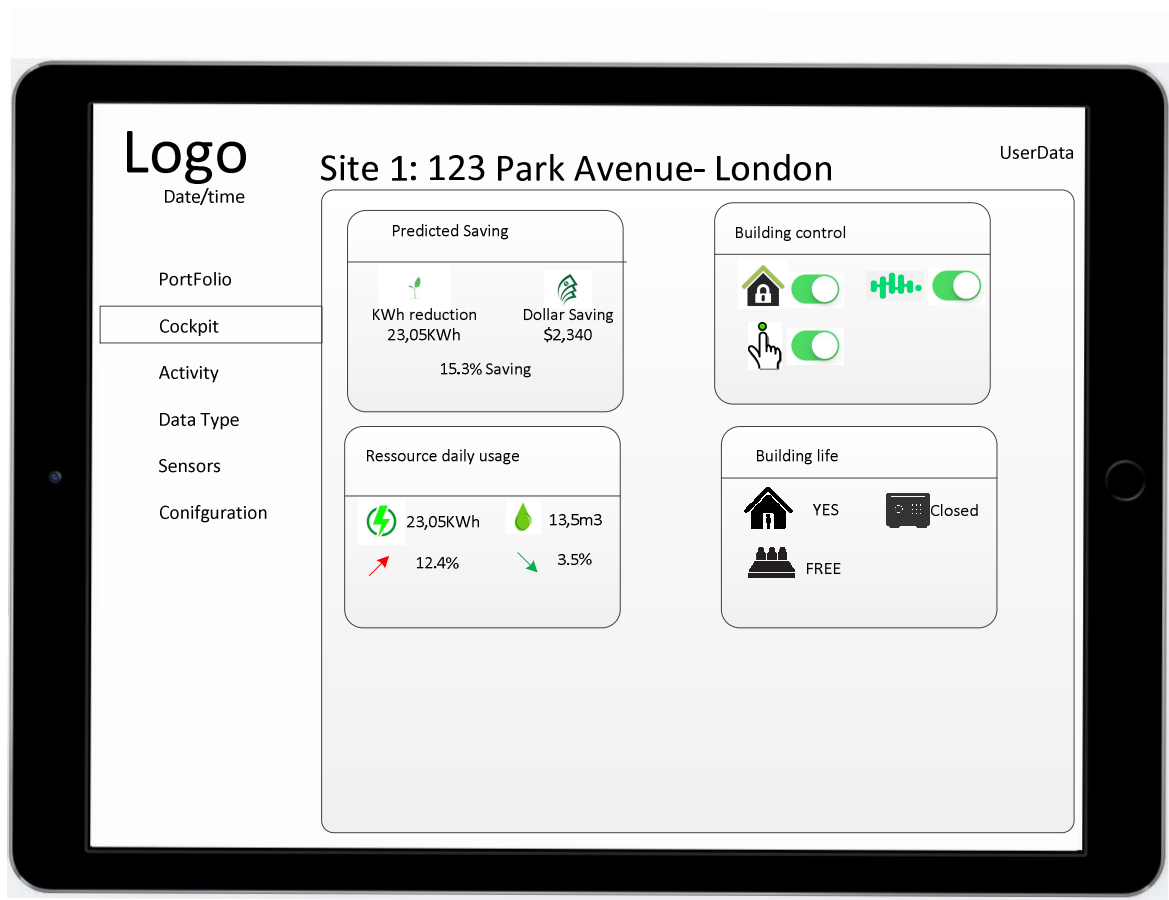 Logo
Date/time
Site 1: 123 Park Avenue- London
UserData
PortFolio
Cockpit
Activity
Data Type
Sensors
Conifguration
Predicted Saving
KWh reduction
23,05KWh
Dollar Saving
$2,340
15.3% Saving
Building control
Ressource daily usage
23,05KWh
13,5m3
12.4%
3.5%
Building life
YES
Closed
FREE